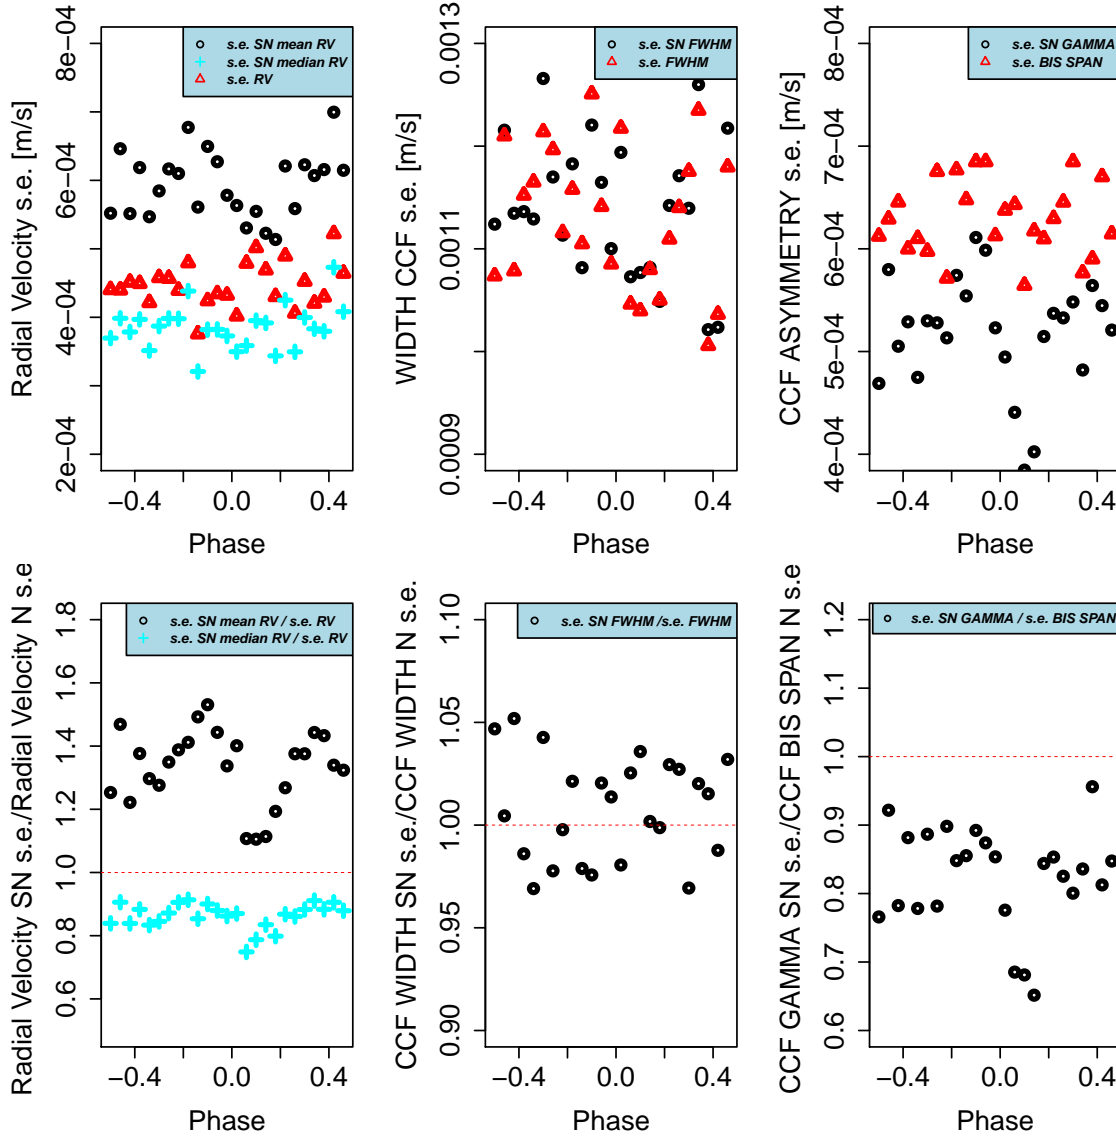 Radial Velocity s.e. [m/s]
8e−04
6e−04
4e−04
2e−04
s.e. SN mean RV
s.e. SN median RV
s.e. RV
−0.4 0.0 0.4
Phase
WIDTH CCF s.e. [m/s]
0.0013
0.0011
0.0009
s.e. SN FWHM
s.e. FWHM
−0.4 0.0 0.4
Phase
CCF ASYMMETRY s.e. [m/s]
8e−04
7e−04
6e−04
5e−04
4e−04
s.e. SN GAMMA
s.e. BIS SPAN
−0.4 0.0 0.4
Phase
Radial Velocity SN s.e./Radial Velocity N s.e
1.8
1.6
1.4
1.2
1.0
0.8
0.6
s.e. SN mean RV / s.e. RV
s.e. SN median RV / s.e. RV
−0.4 0.0 0.4
Phase
CCF WIDTH SN s.e./CCF WIDTH N s.e.
1.10
1.05
1.00
0.95
0.90
s.e. SN FWHM /s.e. FWHM
−0.4 0.0 0.4
Phase
CCF GAMMA SN s.e./CCF BIS SPAN N s.e
1.2
1.1
1.0
0.9
0.8
0.7
0.6
s.e. SN GAMMA / s.e. BIS SPAN
−0.4 0.0 0.4
Phase